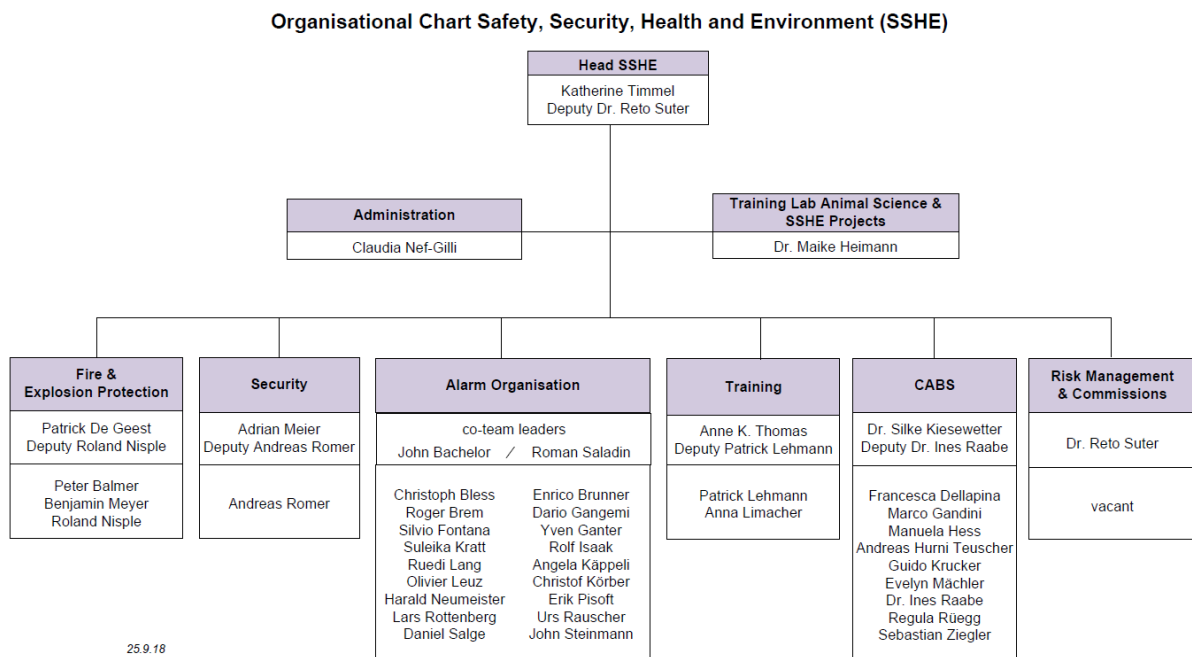 Organisational Chart Safety, Security, Health and Environment (SSHE)
Head SSHE
Katherine Timmel
Deputy Dr. Reto Suter
Administration
Claudia Nef-Gilli
Training Lab Animal Science &
SSHE Projects
Dr. Maike Heimann
Fire &
Explosion Protection
Patrick De Geest
Deputy Roland Nisple
Peter Balmer
Benjamin Meyer
Roland Nisple
Security
Adrian Meier
Deputy Andreas Romer
Andreas Romer
Alarm Organisation
co-team leaders
John Bachelor / Roman Saladin
Christoph Bless
Roger Brem
Silvio Fontana
Suleika Kratt
Ruedi Lang
Olivier Leuz
Harald Neumeister
Lars Rottenberg
Daniel Salge
Enrico Brunner
Dario Gangemi
Yven Ganter
Rolf Isaak
Angela Käppeli
Christof Körber
Erik Pisoft
Urs Rauscher
John Steinmann
Training
Anne K. Thomas
Deputy Patrick Lehmann
Patrick Lehmann
Anna Limacher
CABS
Dr. Silke Kiesewetter
Deputy Dr. Ines Raabe
Francesca Dellapina
Marco Gandini
Manuela Hess
Andreas Hurni Teuscher
Guido Krucker
Evelyn Mächler
Dr. Ines Raabe
Regula Rüegg
Sebastian Ziegler
Risk Management
& Commissions
Dr. Reto Suter
vacant
25.9.18